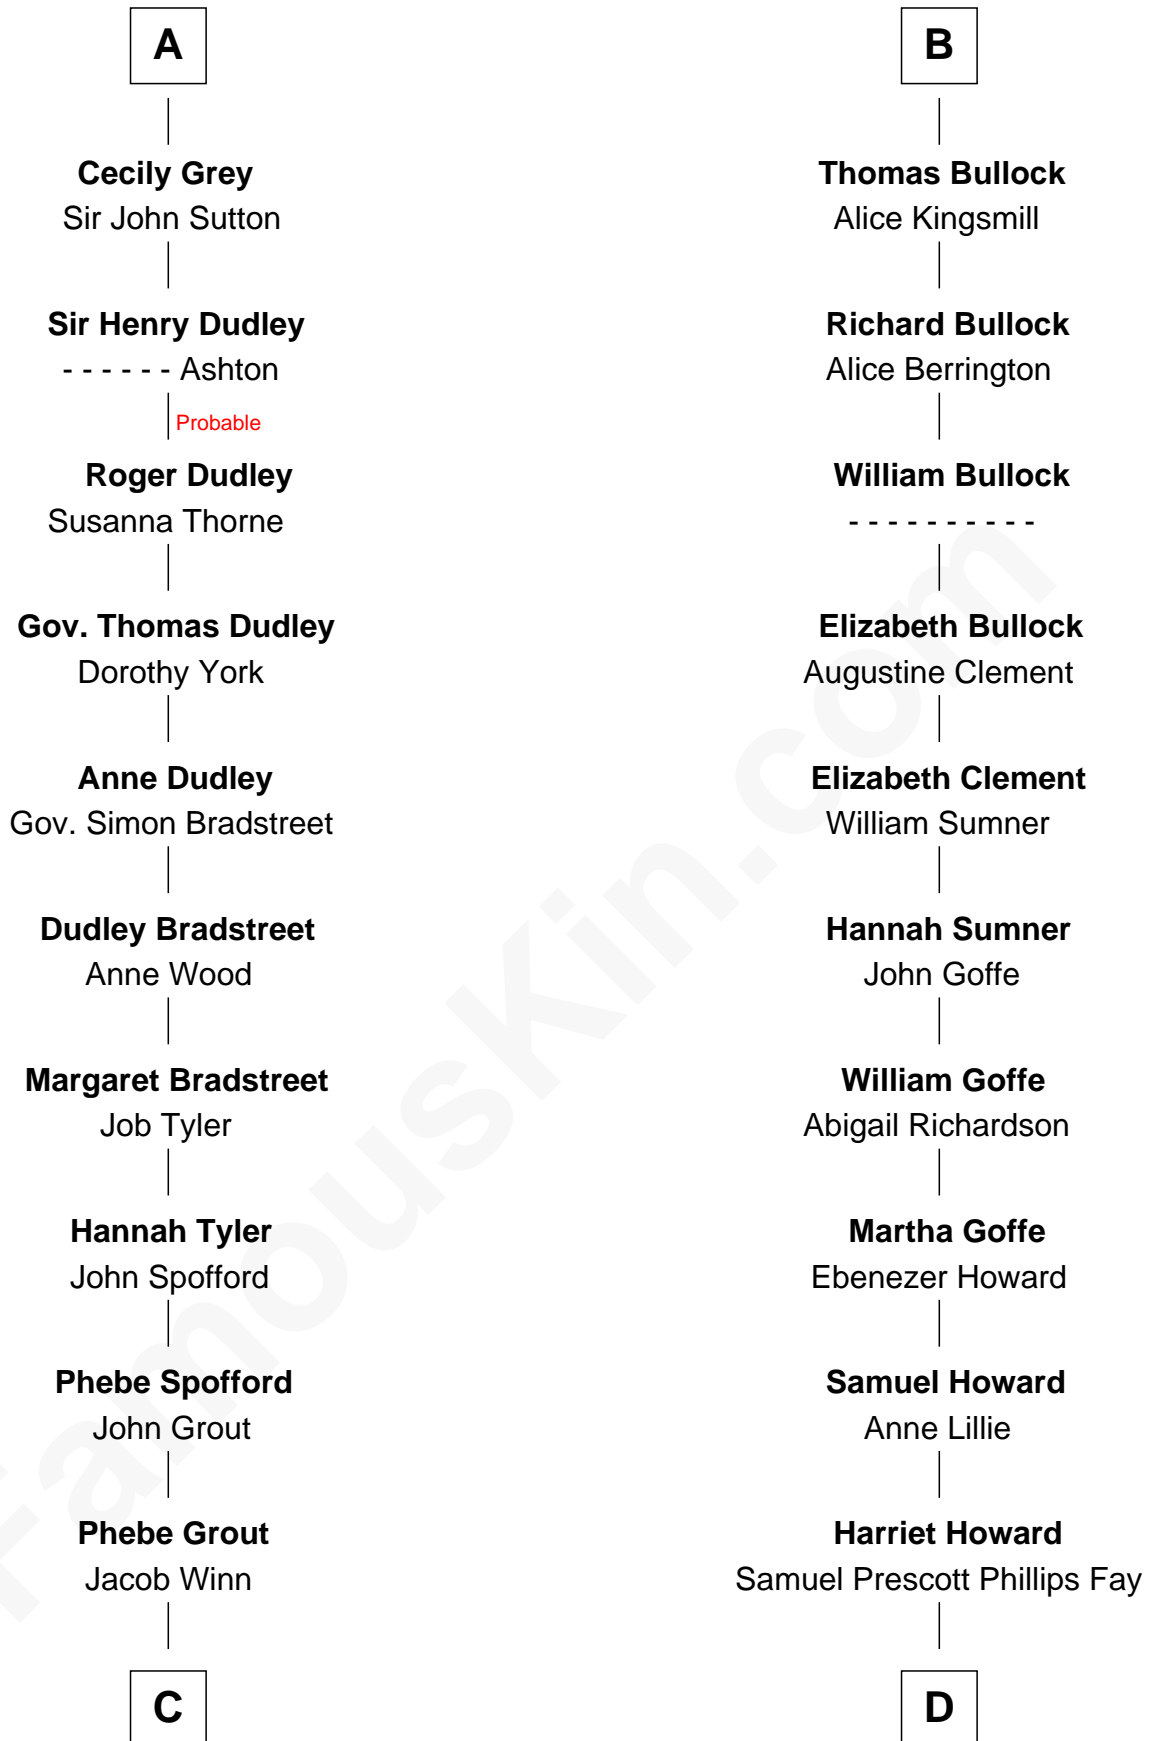 A
Cecily Grey
Sir John Sutton
Sir Henry Dudley
- - - - - - Ashton
Probable
Roger Dudley
Susanna Thorne
Gov. Thomas Dudley
Dorothy York
Anne Dudley
Gov. Simon Bradstreet
Dudley Bradstreet
Anne Wood
Margaret Bradstreet
Job Tyler
Hannah Tyler
John Spofford
Phebe Spofford
John Grout
Phebe Grout
Jacob Winn
C
B
Thomas Bullock
Alice Kingsmill
Richard Bullock
Alice Berrington
William Bullock
- - - - - - - - - -
Elizabeth Bullock
Augustine Clement
Elizabeth Clement
William Sumner
Hannah Sumner
John Goffe
William Goffe
Abigail Richardson
Martha Goffe
Ebenezer Howard
Samuel Howard
Anne Lillie
Harriet Howard
Samuel Prescott Phillips Fay
D
FamousKin.com